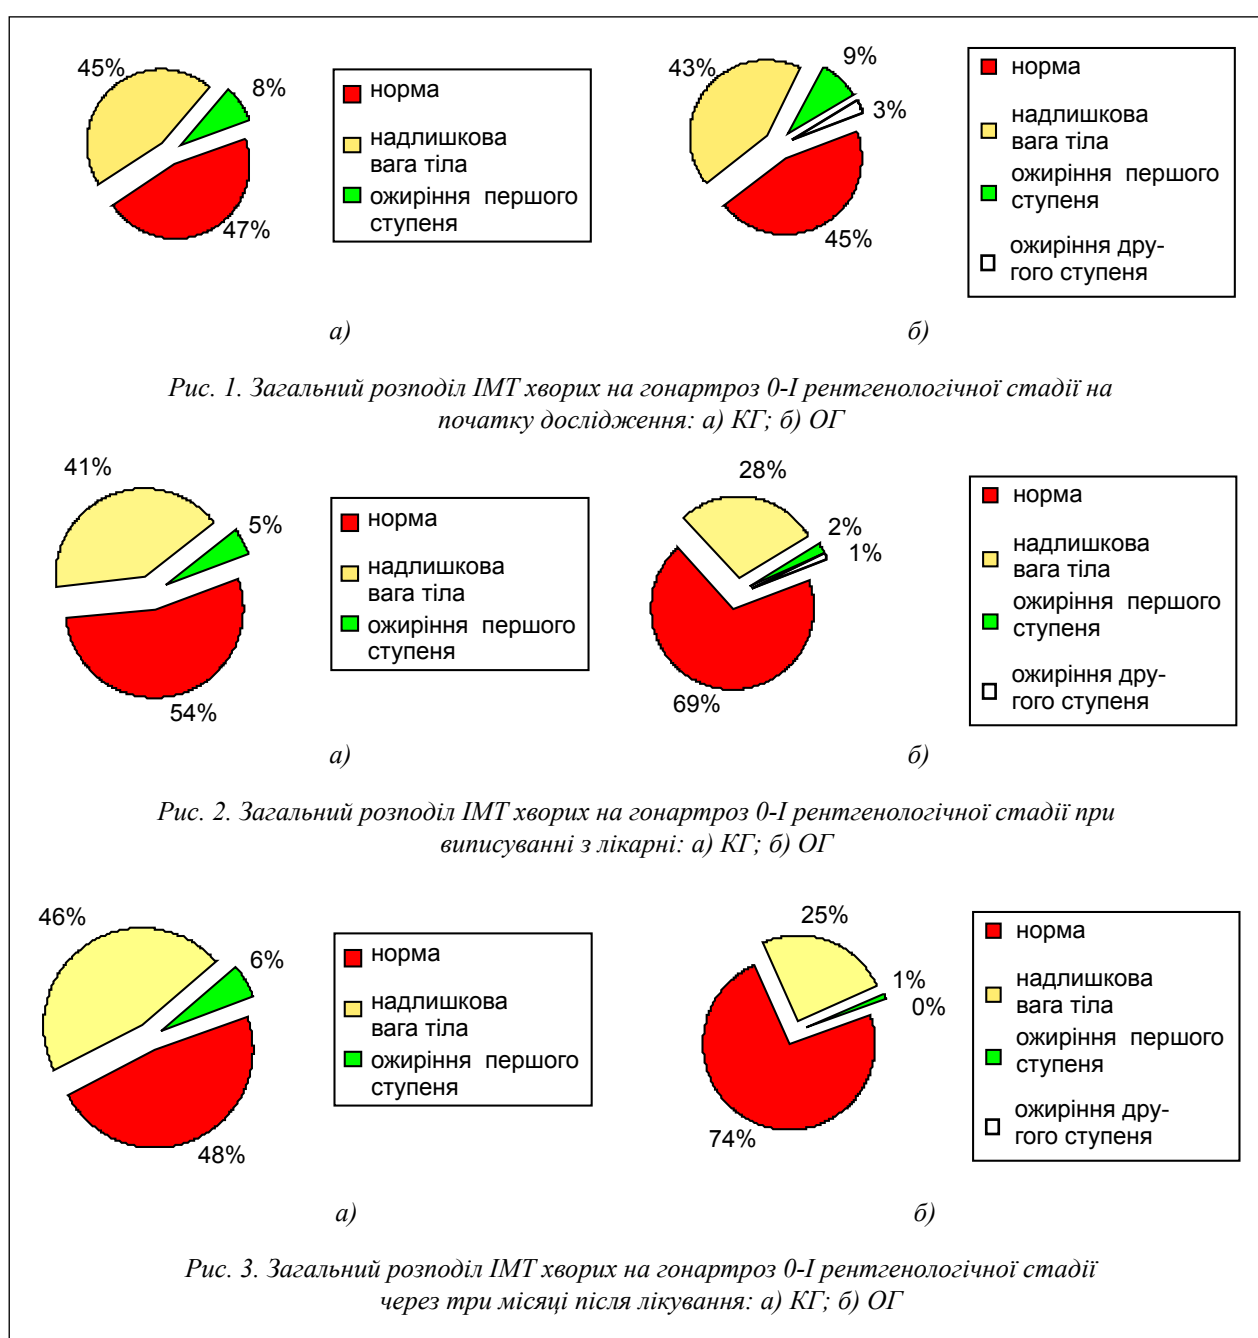 45%
8%
47%
норма
надлишкова
вага тіла
ожиріння першого
ступеня
43%
9%
3%
45%
норма
надлишкова
вага тіла
ожиріння першого
ступеня
ожиріння дру-
гого ступеня
а)
б)
Рис. 1. Загальний розподіл ІМТ хворих на гонартроз 0-І рентгенологічної стадії на
початку дослідження: а) КГ; б) ОГ
41%
5%
54%
норма
надлишкова
вага тіла
ожиріння першого
ступеня
28%
2%
1%
69%
норма
надлишкова
вага тіла
ожиріння першого
ступеня
ожиріння дру-
гого ступеня
а)
б)
Рис. 2. Загальний розподіл ІМТ хворих на гонартроз 0-І рентгенологічної стадії при
виписуванні з лікарні: а) КГ; б) ОГ
46%
6%
48%
норма
надлишкова
вага тіла
ожиріння першого
ступеня
25%
1%
0%
74%
норма
надлишкова
вага тіла
ожиріння першого
ступеня
ожиріння дру-
гого ступеня
а)
б)
Рис. 3. Загальний розподіл ІМТ хворих на гонартроз 0-І рентгенологічної стадії
через три місяці після лікування: а) КГ; б) ОГ